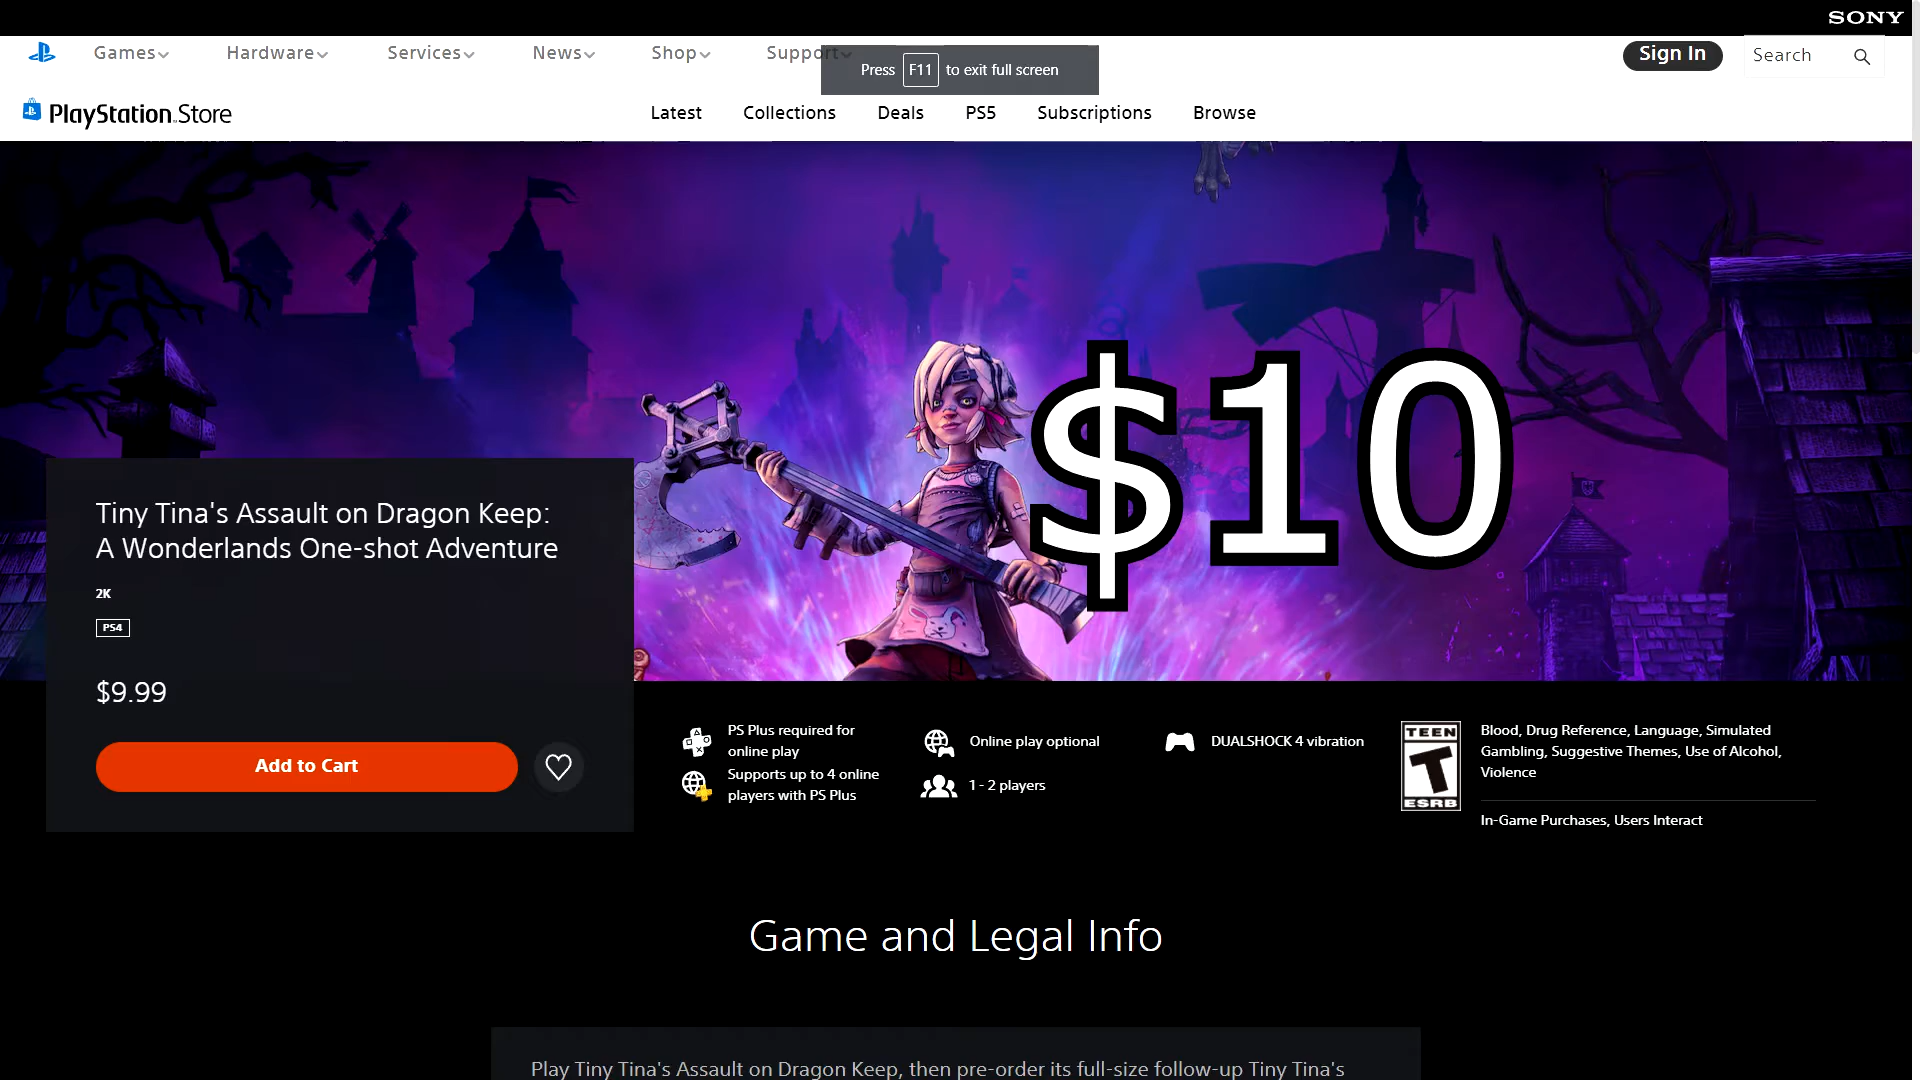 SONY
Games
Hardware
Services
News
Shop
Support
Press F11 to exit full screen
Sign In
Search
PlayStation Store
Latest
Collections
Deals
PS5
Subscriptions
Browse
$10
Tiny Tina's Assault on Dragon Keep:
A Wonderlands One-shot Adventure
2K
PS4
$9.99
Add to Cart
PS Plus required for
online play
Supports up to 4 online
players with PS Plus
Online play optional
1 - 2 players
DUALSHOCK 4 vibration
TEEN
T
ESRB
Blood, Drug Reference, Language, Simulated
Gambling, Suggestive Themes, Use of Alcohol,
Violence
In-Game Purchases, Users Interact
Game and Legal Info
Play Tiny Tina's Assault on Dragon Keep, then pre-order its full-size follow-up Tiny Tina's